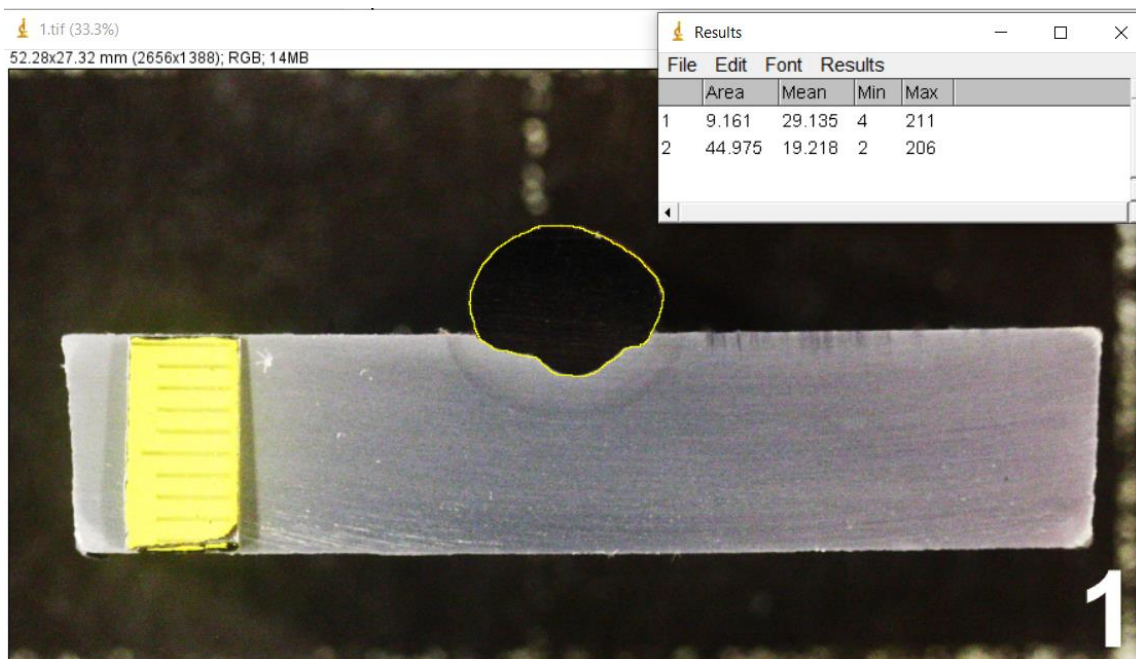 1.tif (33.3%)
52.28x27.32 mm (2656x1388); RGB; 14MB
Results
File Edit Font Results
Area Mean Min Max
1 9.161 29.135 4 211
2 44.975 19.218 2 206
1